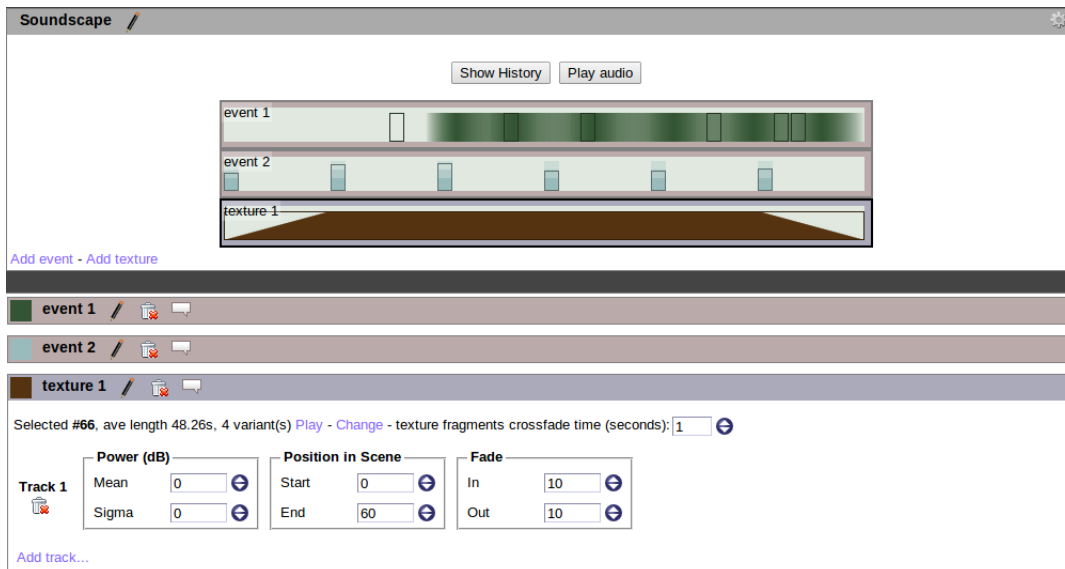 Soundscape
Show History Play audio
event 1
event 2
texture 1
Add event - Add texture
event 1
event 2
texture 1
Selected #66, ave length 48.26s, 4 variant(s) Play - Change - texture fragments crossfade time (seconds): 1
Power (dB) Position in Scene Fade
Mean 0 Start 0 In 10
Track 1
Sigma 0 End 60 Out 10
Add track...